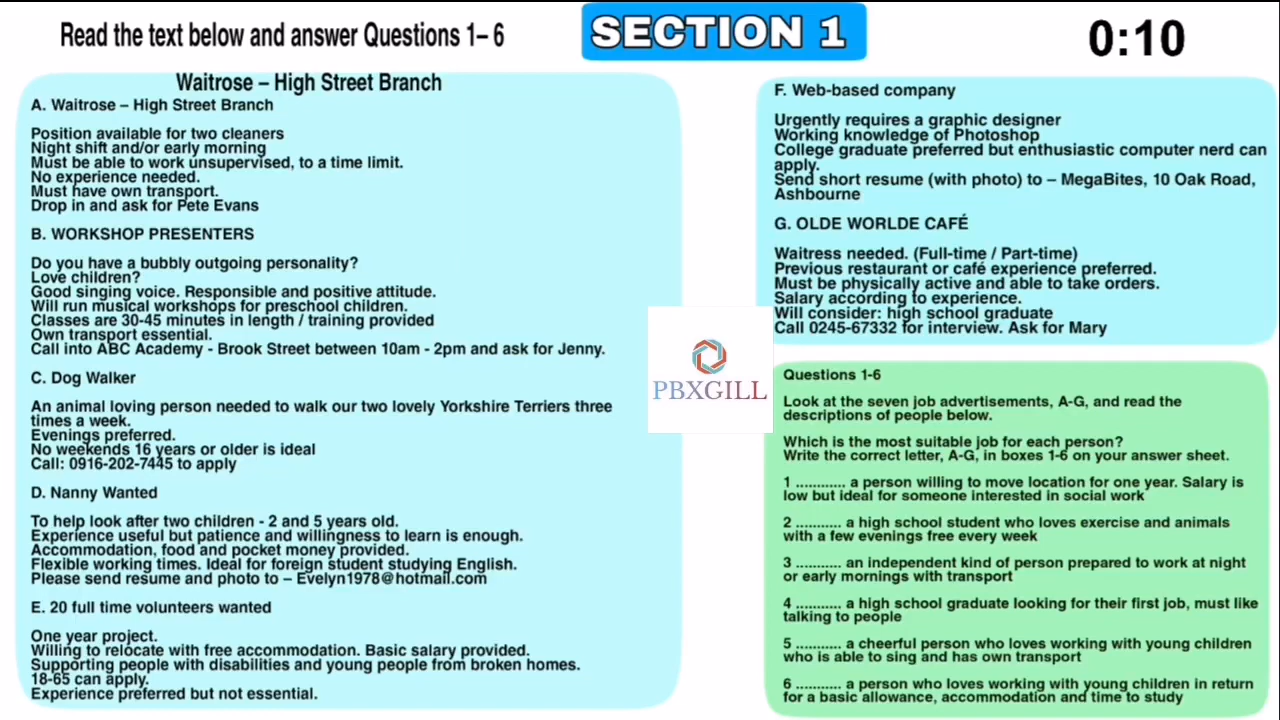 Read the text below and answer Questions 1– 6
SECTION 1
0:10
Waitrose – High Street Branch
A. Waitrose – High Street Branch
Position available for two cleaners
Night shift and/or early morning
Must be able to work unsupervised, to a time limit.
No experience needed.
Must have own transport.
Drop in and ask for Pete Evans
B. WORKSHOP PRESENTERS
Do you have a bubbly outgoing personality?
Love children?
Good singing voice. Responsible and positive attitude.
Will run musical workshops for preschool children.
Classes are 30-45 minutes in length / training provided
Own transport essential.
Call into ABC Academy - Brook Street between 10am - 2pm and ask for Jenny.
C. Dog Walker
An animal loving person needed to walk our two lovely Yorkshire Terriers three
times a week.
Evenings preferred.
No weekends 16 years or older is ideal
Call: 0916-202-7445 to apply
D. Nanny Wanted
To help look after two children - 2 and 5 years old.
Experience useful but patience and willingness to learn is enough.
Accommodation, food and pocket money provided.
Flexible working times. Ideal for foreign student studying English.
Please send resume and photo to – Evelyn1978@hotmail.com
E. 20 full time volunteers wanted
One year project.
Willing to relocate with free accommodation. Basic salary provided.
Supporting people with disabilities and young people from broken homes.
18-65 can apply.
Experience preferred but not essential.
PBXGILL
F. Web-based company
Urgently requires a graphic designer
Working knowledge of Photoshop
College graduate preferred but enthusiastic computer nerd can
apply.
Send short resume (with photo) to – MegaBites, 10 Oak Road,
Ashbourne
G. OLDE WORLDE CAFÉ
Waitress needed. (Full-time / Part-time)
Previous restaurant or café experience preferred.
Must be physically active and able to take orders.
Salary according to experience.
Will consider: high school graduate
Call 0245-67332 for interview. Ask for Mary
Questions 1-6
Look at the seven job advertisements, A-G, and read the
descriptions of people below.
Which is the most suitable job for each person?
Write the correct letter, A-G, in boxes 1-6 on your answer sheet.
1 ............ a person willing to move location for one year. Salary is
low but ideal for someone interested in social work
2 ........... a high school student who loves exercise and animals
with a few evenings free every week
3 ........... an independent kind of person prepared to work at night
or early mornings with transport
4 ........... a high school graduate looking for their first job, must like
talking to people
5 ........... a cheerful person who loves working with young children
who is able to sing and has own transport
6 ........... a person who loves working with young children in return
for a basic allowance, accommodation and time to study